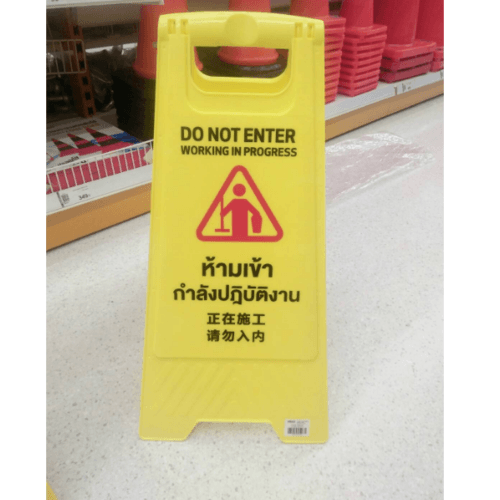 DO NOT ENTER
WORKING IN PROGRESS
ห้ามเข้า
กำลังปฏิบัติงาน
正在施工
请勿入内